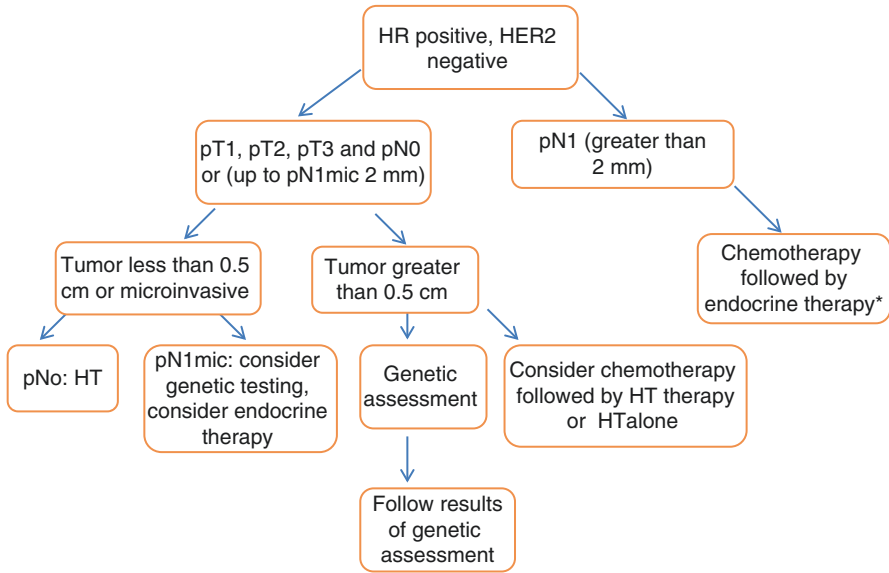 HR positive, HER2
negative
pT1, pT2, pT3 and pN0
or (up to pN1mic 2 mm)
pN1 (greater than
2 mm)
Tumor less than 0.5
cm or microinvasive
Tumor greater
than 0.5 cm
Chemotherapy
followed by
endocrine therapy*
pNo: HT
pN1mic: consider
genetic testing,
consider endocrine
therapy
Genetic
assessment
Consider chemotherapy
followed by HT therapy
or HTalone
Follow results
of genetic
assessment